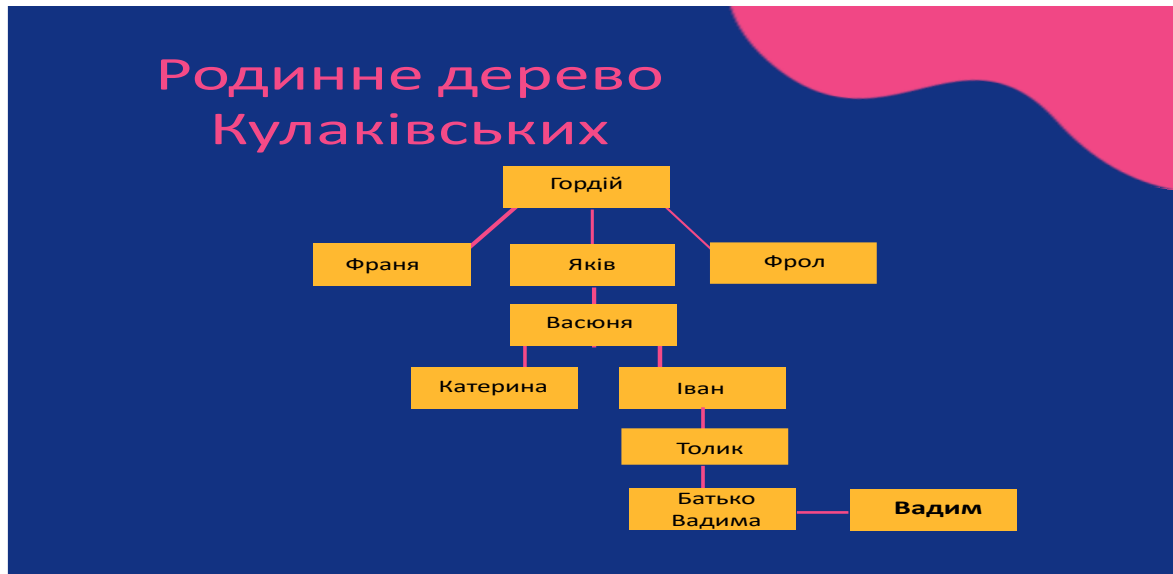 Родинне дерево
Кулаківських
Гордій
Франя
Яків
Фрол
Васюня
Катерина
Іван
Толик
Батько
Вадима
Вадим